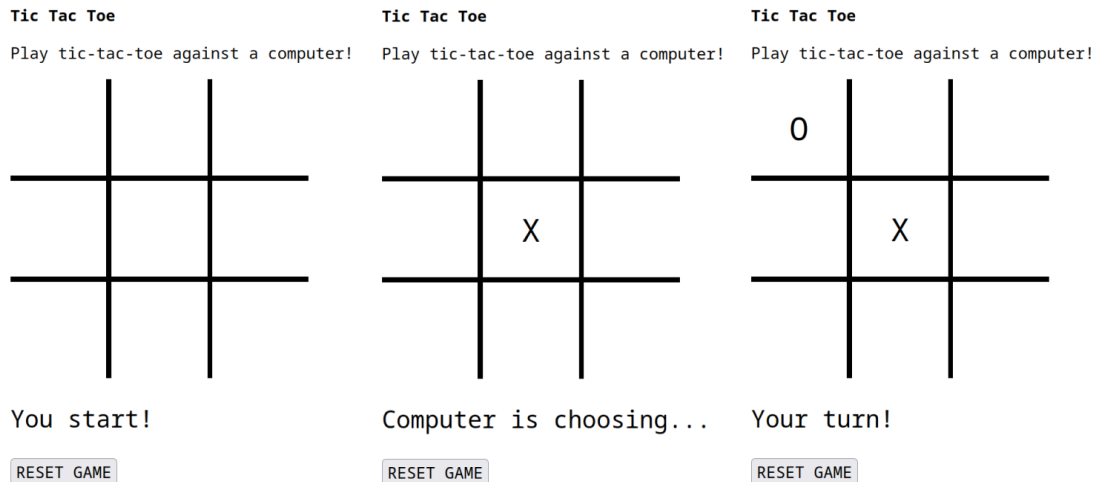 Tic Tac Toe
Play tic-tac-toe against a computer!
You start!
RESET GAME
Tic Tac Toe
Play tic-tac-toe against a computer!
X
Computer is choosing...
RESET GAME
Tic Tac Toe
Play tic-tac-toe against a computer!
O
X
Your turn!
RESET GAME